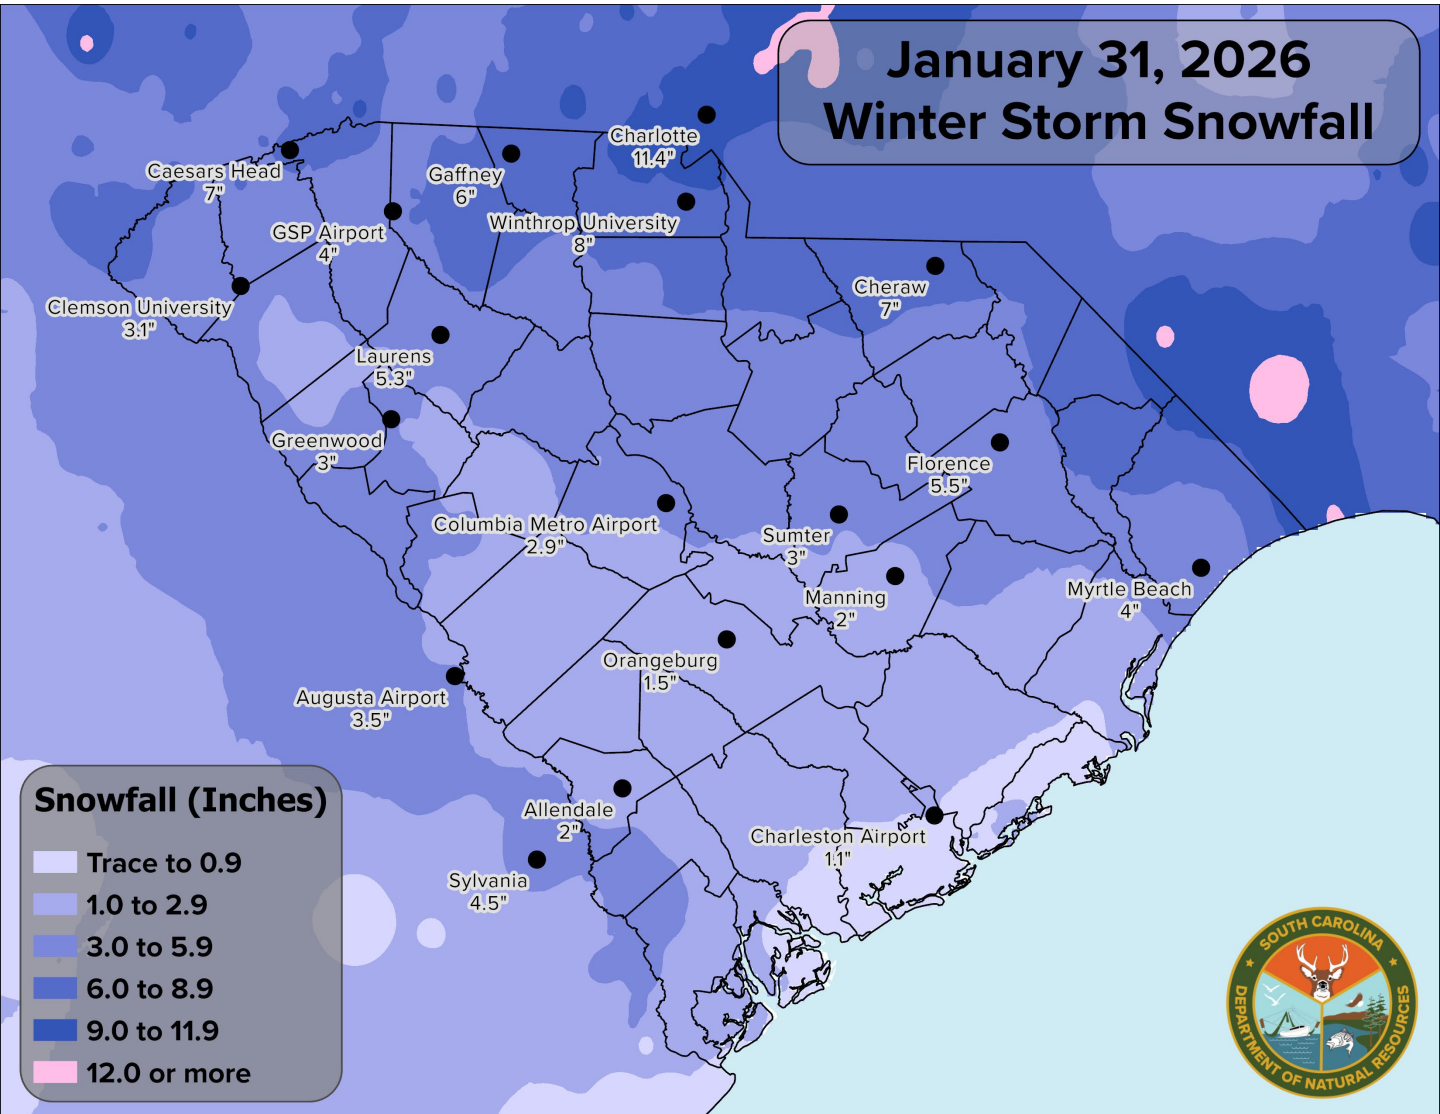 January 31, 2026
Winter Storm Snowfall
Charlotte
11.4"
Caesars Head
7"
Gaffney
6"
Winthrop University
8"
GSP Airport
4"
Clemson University
3.1"
Cheraw
7"
Laurens
5.3"
Greenwood
3"
Florence
5.5"
Columbia Metro Airport
2.9"
Sumter
3"
Manning
2"
Myrtle Beach
4"
Orangeburg
1.5"
Augusta Airport
3.5"
Allendale
2"
Charleston Airport
1.1"
Sylvania
4.5"
Snowfall (Inches)
Trace to 0.9
1.0 to 2.9
3.0 to 5.9
6.0 to 8.9
9.0 to 11.9
12.0 or more
SOUTH CAROLINA
DEPARTMENT OF NATURAL RESOURCES